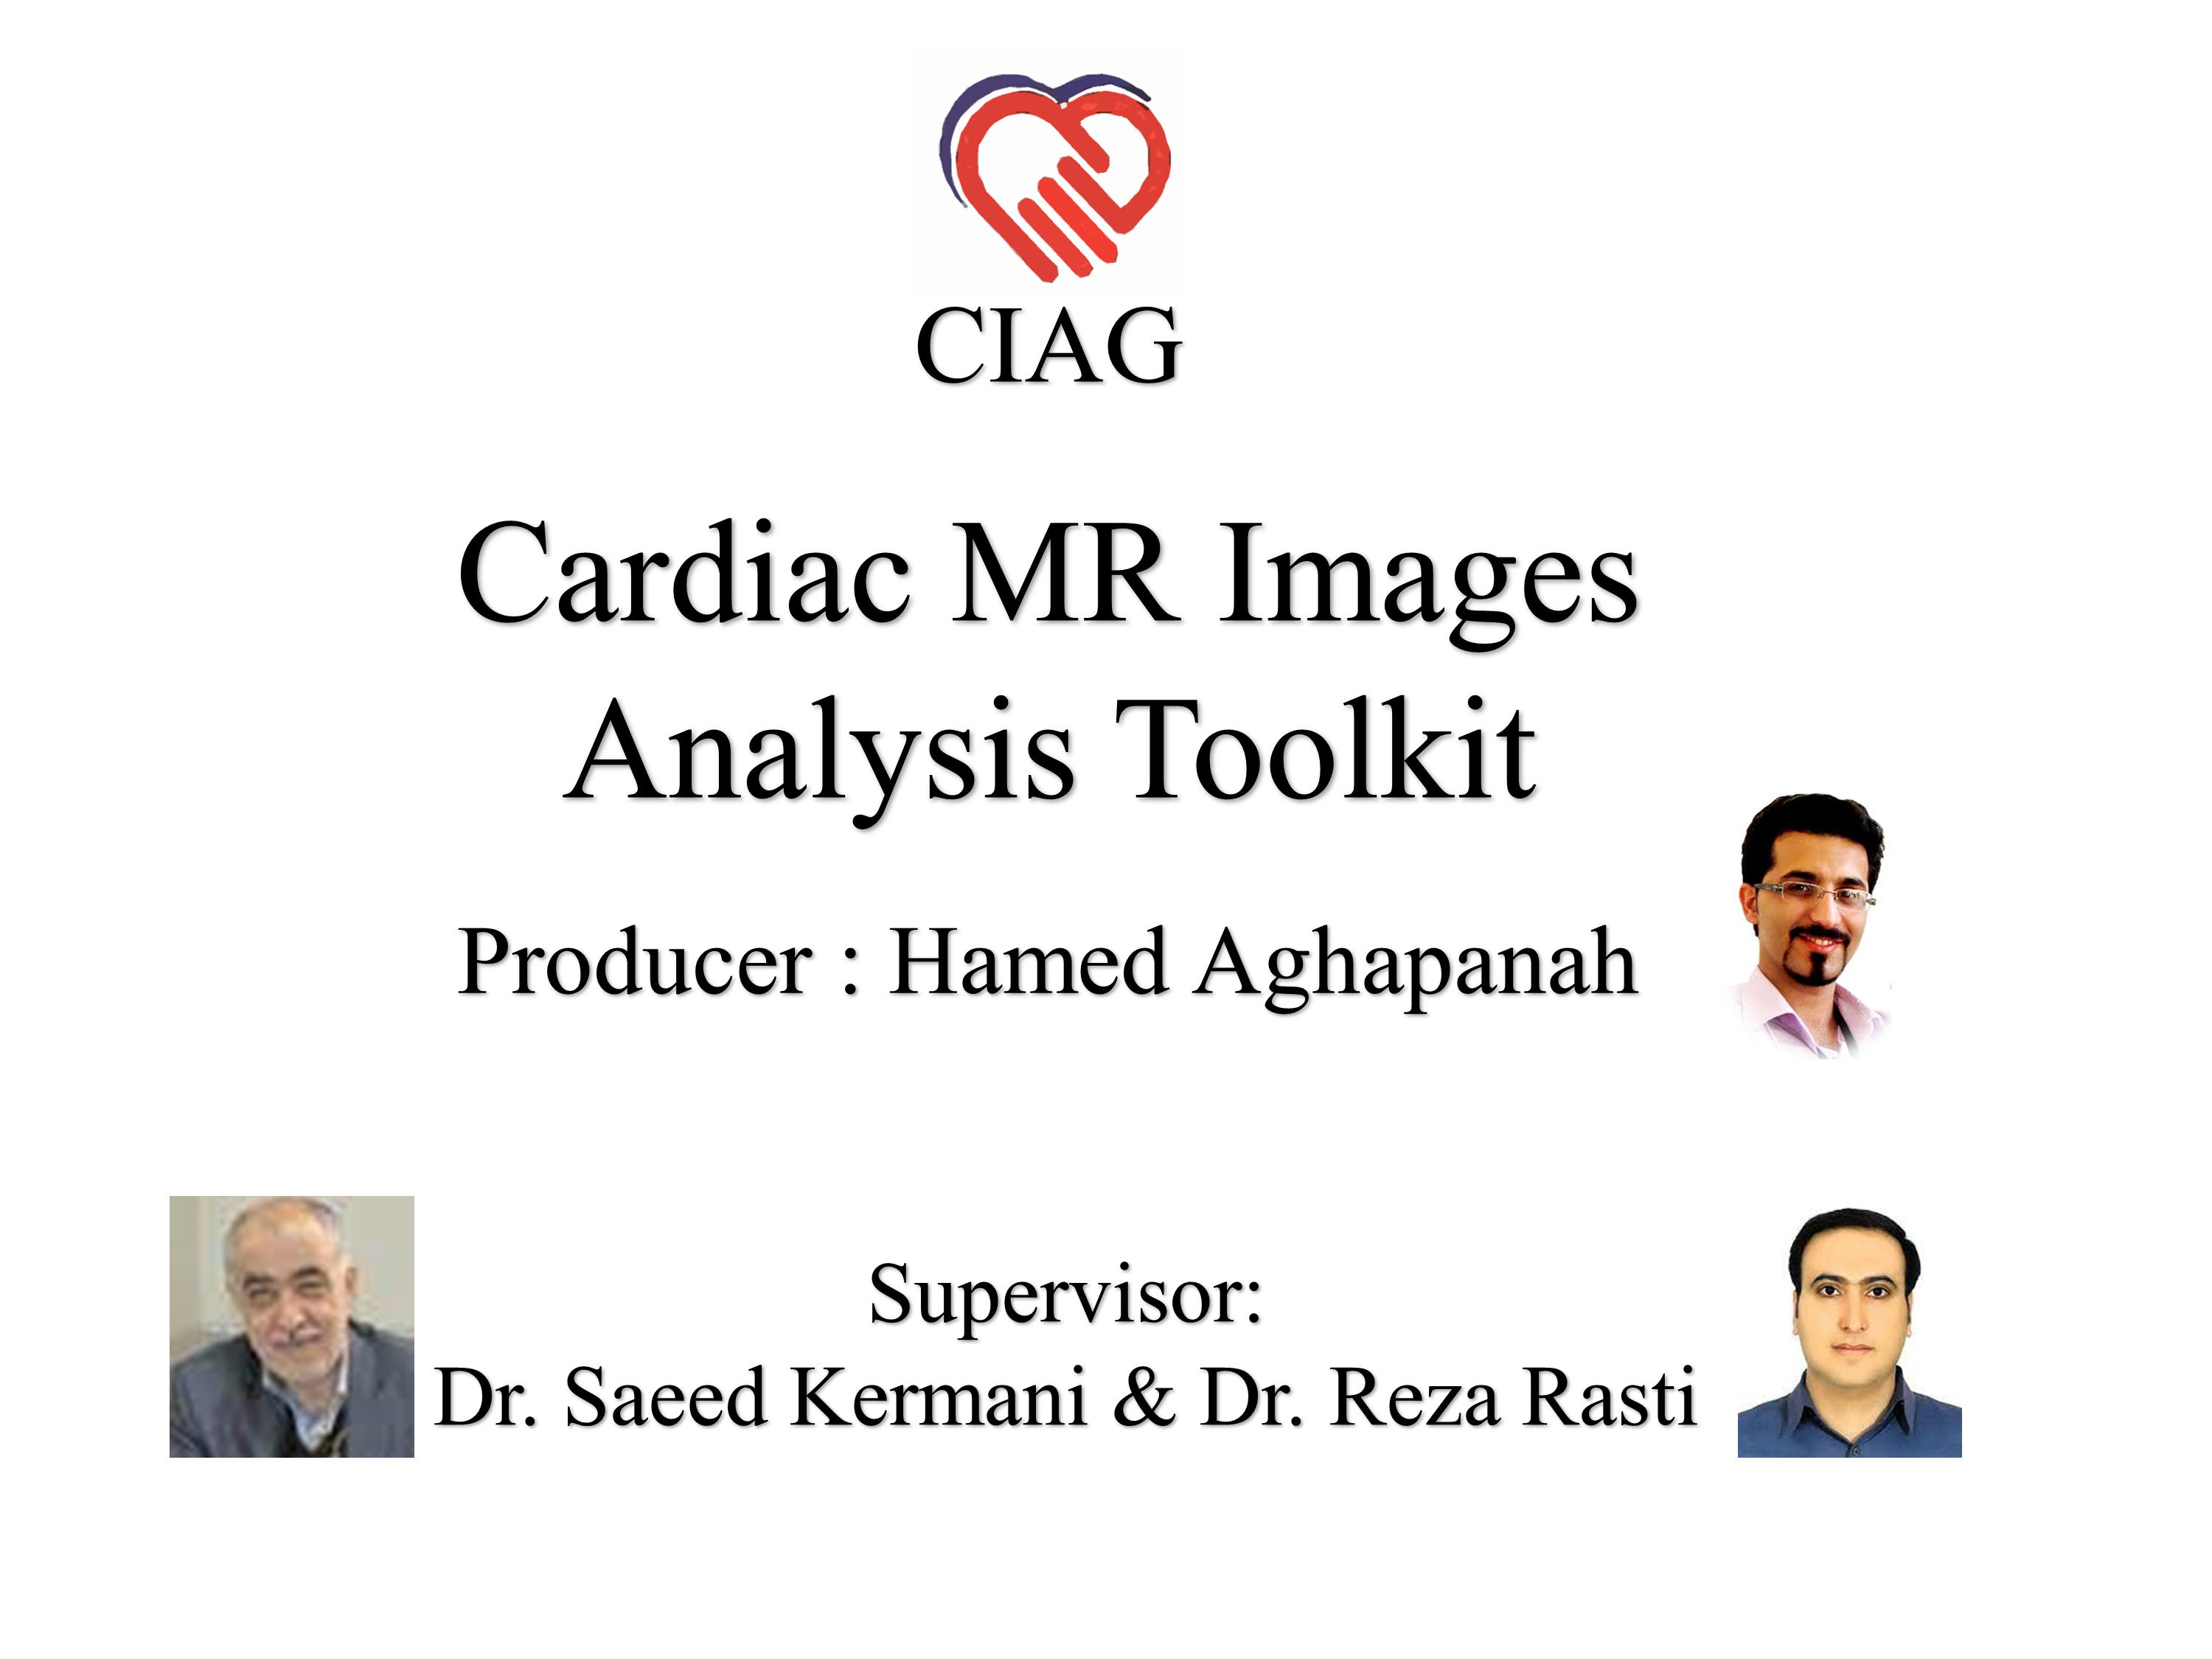 CIAG
Cardiac MR Images
Analysis Toolkit
Producer : Hamed Aghapanah
Supervisor:
Dr. Saeed Kermani & Dr. Reza Rasti